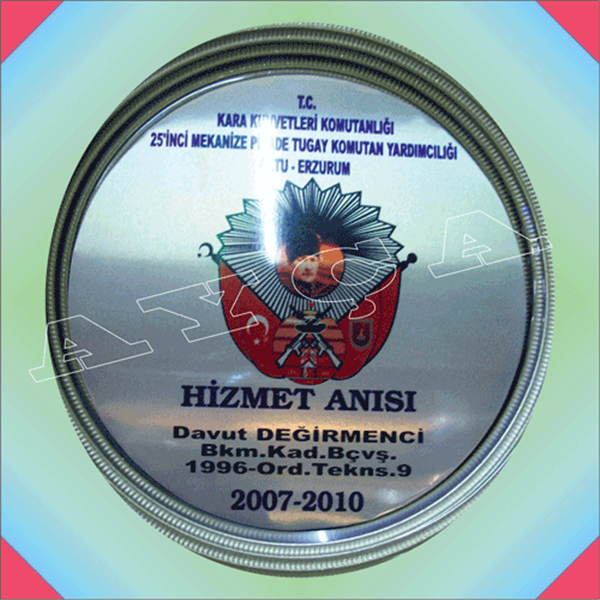 T.C.
KARA KUVVETLERİ KOMUTANLIĞI
25'İNCİ MEKANİZE PİYADE TUGAY KOMUTAN YARDIMCILIĞI
- ERZURUM
AYÇA
HİZMET ANISI
Davut DEĞİRMENCİ
Bkm.Kad.Bçvş.
1996-Ord.Tekns.9
2007-2010